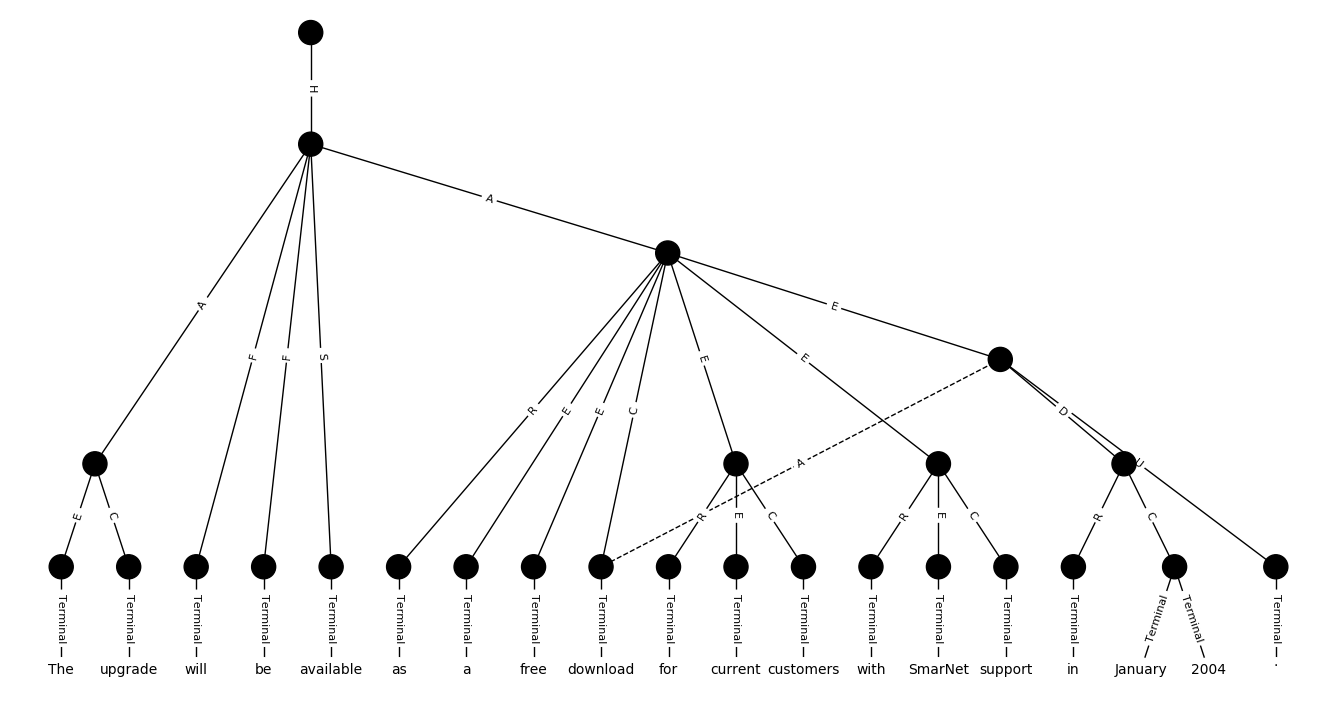 H
A
A
F
F
S
E
E
E
R
E
E
C
D
A
U
E
C
R
E
C
R
E
C
R
C
Terminal Terminal Terminal Terminal Terminal Terminal Terminal Terminal Terminal Terminal Terminal Terminal Terminal Terminal Terminal Terminal Terminal Terminal Terminal
The upgrade will be available as a free download for current customers with SmarNet support in January 2004 .